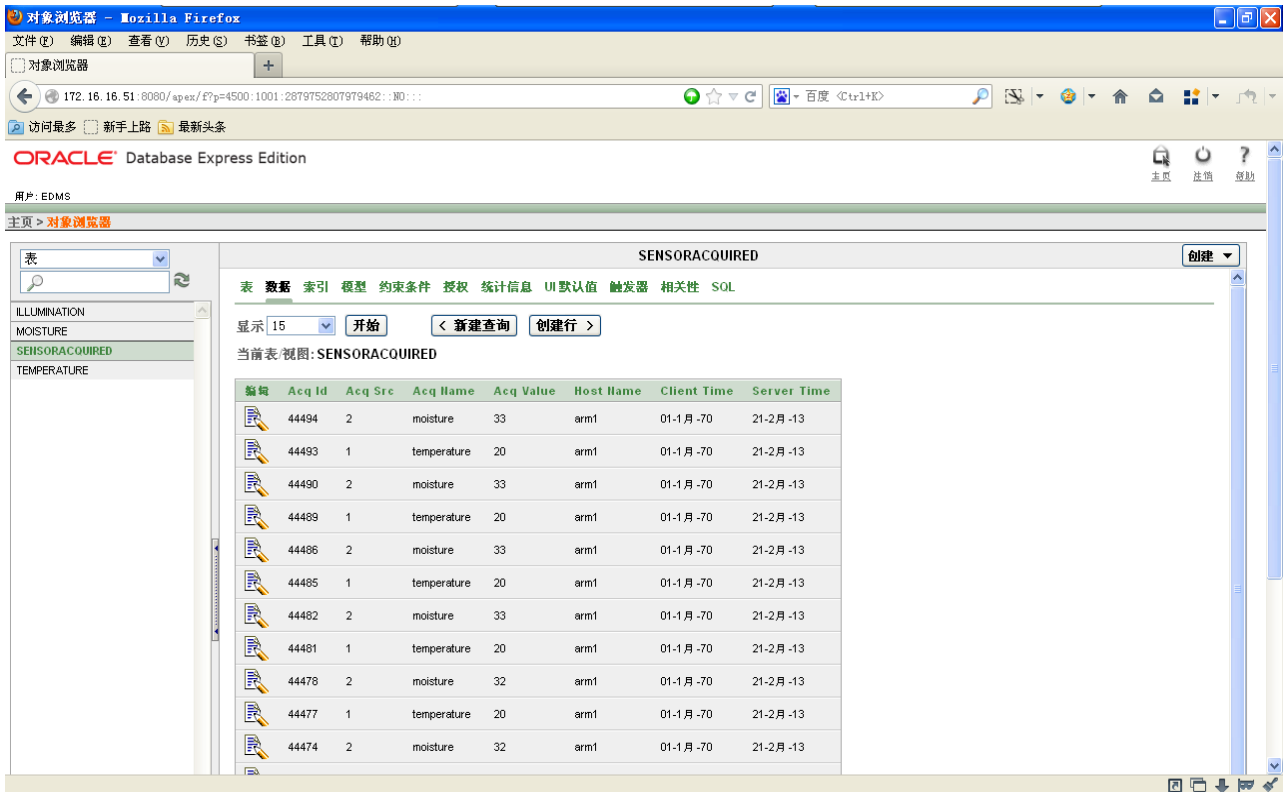 对象浏览器 - Mozilla Firefox
文件(F) 编辑(E) 查看(V) 历史(S) 书签(B) 工具(T) 帮助(H)
对象浏览器 +
172.16.16.51:8080/apex/f?p=4500:1001:2879752807979462::NO::: 百度 <Ctrl+K>
访问最多 新手上路 最新头条
ORACLE Database Express Edition
主页 注销 帮助
用户: EDMS
主页 > 对象浏览器
表
ILLUMINATION
MOISTURE
SENSORACQUIRED
TEMPERATURE
SENSORACQUIRED 创建
表 数据 索引 模型 约束条件 授权 统计信息 UI 默认值 触发器 相关性 SQL
显示 15 开始 < 新建查询 创建行 >
当前表/视图: SENSORACQUIRED
编辑 Acq Id Acq Src Acq Name Acq Value Host Name Client Time Server Time
44494 2 moisture 33 arm1 01-1月 -70 21-2月 -13
44493 1 temperature 20 arm1 01-1月 -70 21-2月 -13
44490 2 moisture 33 arm1 01-1月 -70 21-2月 -13
44489 1 temperature 20 arm1 01-1月 -70 21-2月 -13
44486 2 moisture 33 arm1 01-1月 -70 21-2月 -13
44485 1 temperature 20 arm1 01-1月 -70 21-2月 -13
44482 2 moisture 33 arm1 01-1月 -70 21-2月 -13
44481 1 temperature 20 arm1 01-1月 -70 21-2月 -13
44478 2 moisture 32 arm1 01-1月 -70 21-2月 -13
44477 1 temperature 20 arm1 01-1月 -70 21-2月 -13
44474 2 moisture 32 arm1 01-1月 -70 21-2月 -13